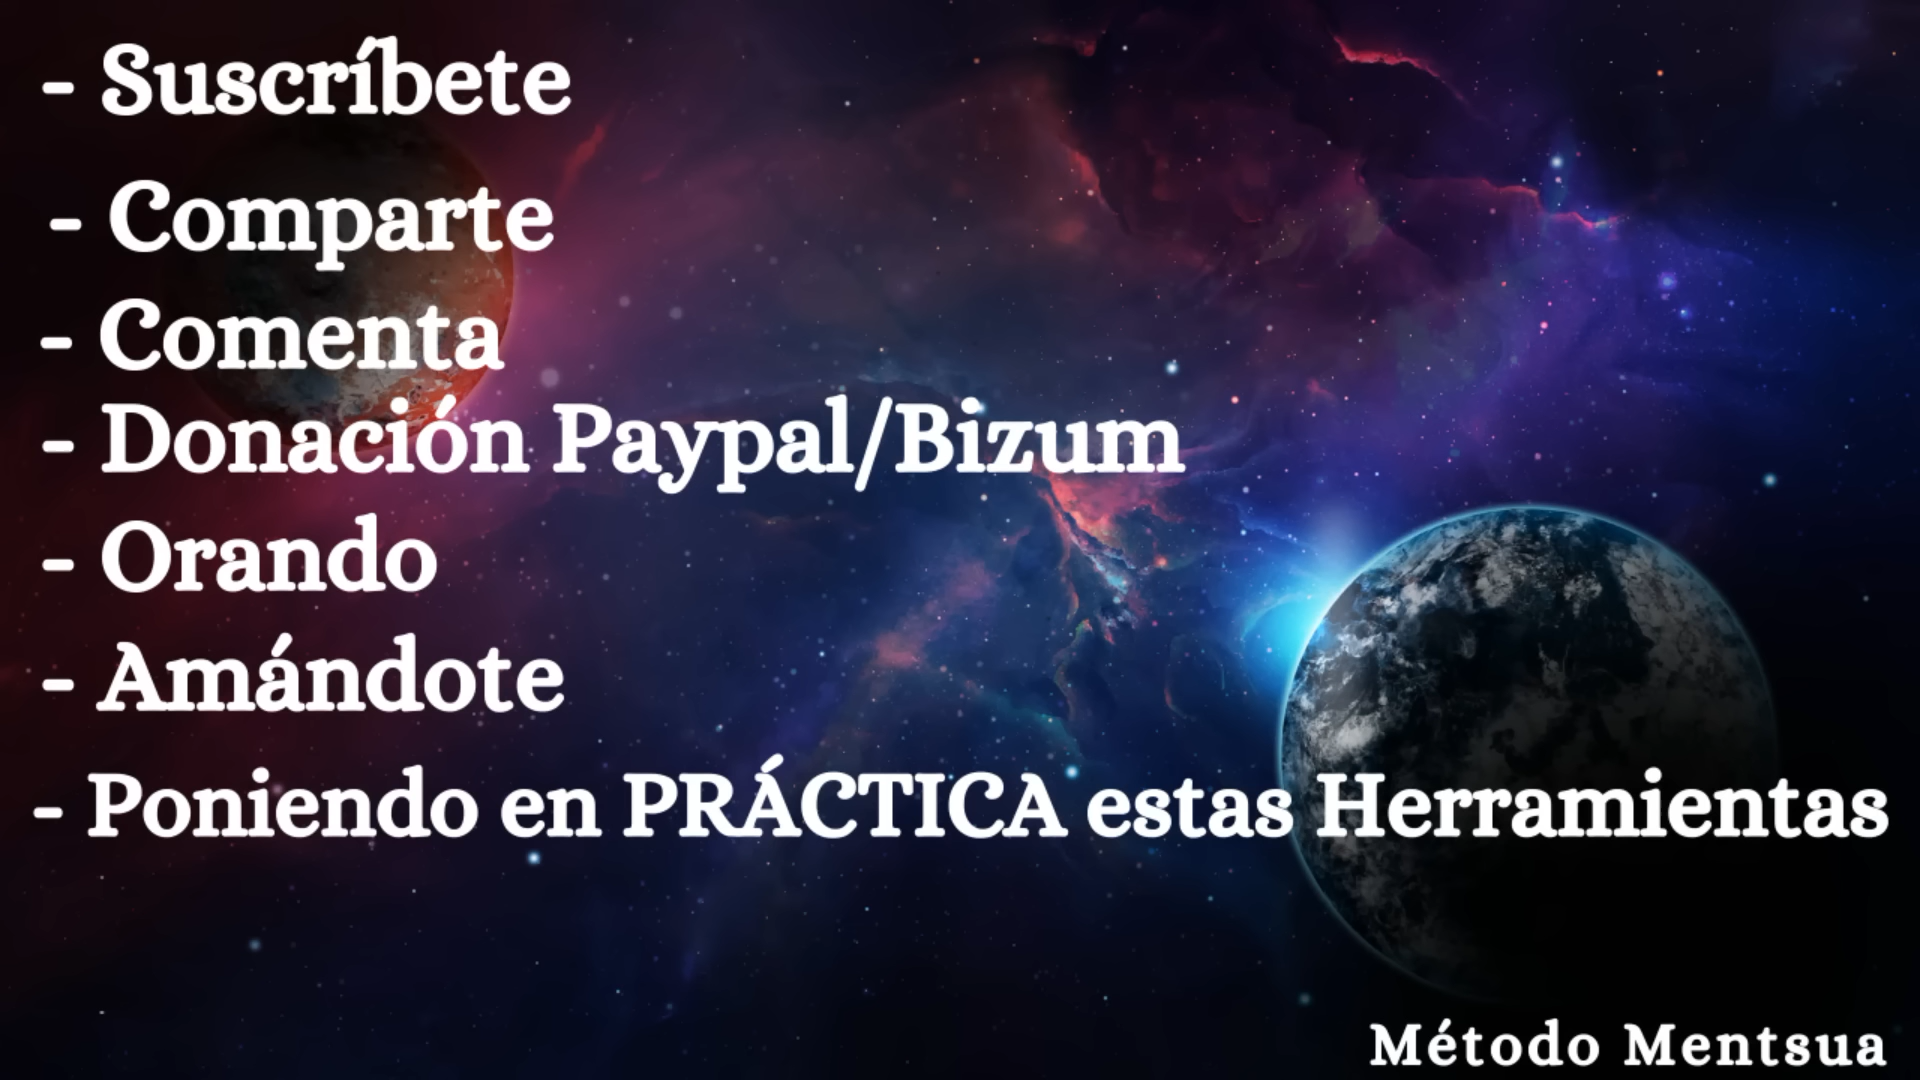 - Suscríbete
- Comparte
- Comenta
- Donación Paypal/Bizum
- Orando
- Amándote
- Poniendo en PRÁCTICA estas Herramientas
Método Mentsua